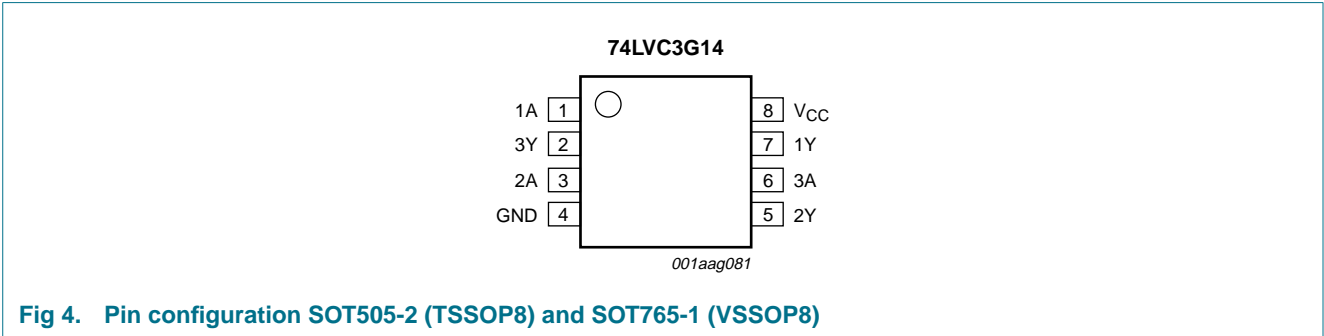 74LVC3G14
1A 1 8 VCC
3Y 2 7 1Y
2A 3 6 3A
GND 4 5 2Y
001aag081
Fig 4. Pin configuration SOT505-2 (TSSOP8) and SOT765-1 (VSSOP8)